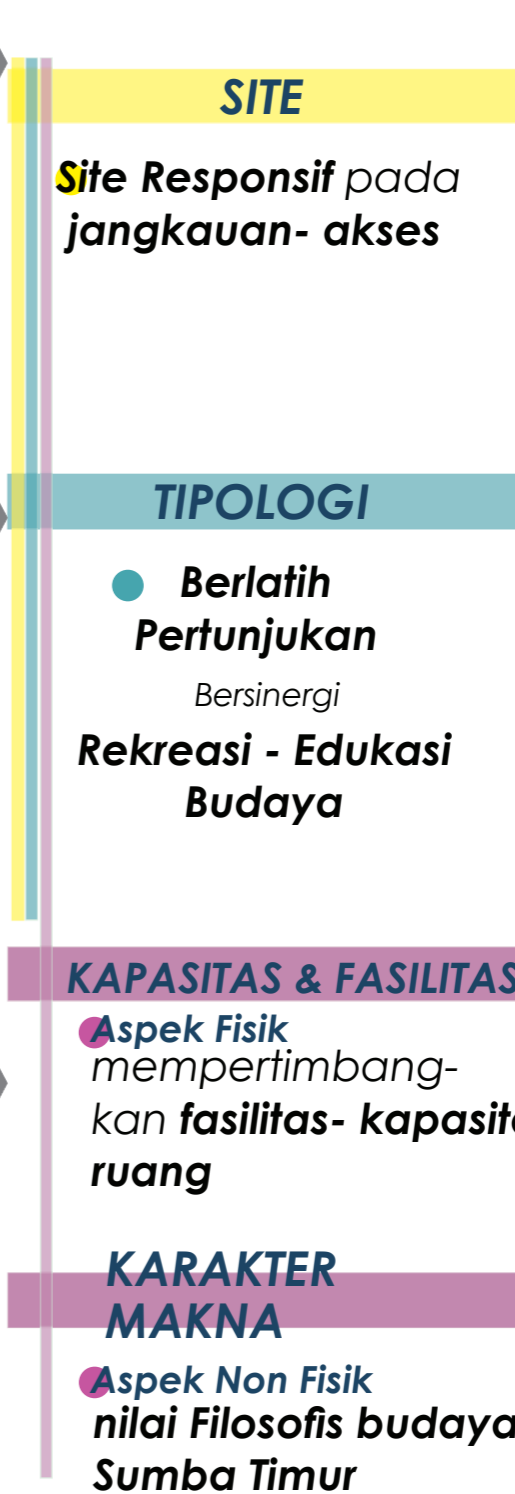 SITE
Site Responsif pada
jangkauan- akses
TIPOLOGI
Berlatih
Pertunjukan
Bersinergi
Rekreasi - Edukasi
Budaya
KAPASITAS & FASILITAS
Aspek Fisik
mempertimbang-
kan fasilitas-
ruang
KARAKTER
MAKNA
Aspek Non Fisik
nilai Filosofis budaya
Sumba Timur